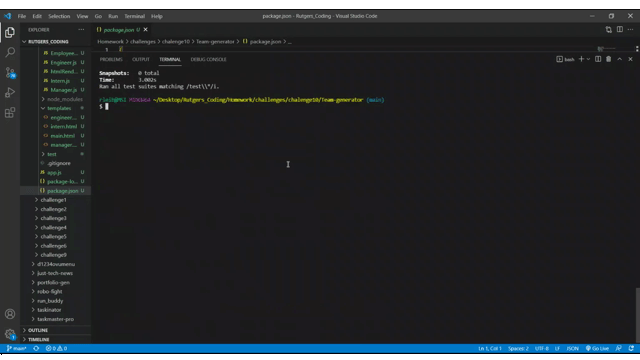 File Edit Selection View Go Run Terminal Help
package.json - Rutgers_Coding - Visual Studio Code
EXPLORER
RUTGERS_CODING
Employee... U
Engineer.js U
htmlRend... U
Intern.js U
Manager.js U
node_modules
templates
engineer... U
intern.html U
main.html U
manager... U
test
.gitignore
app.js U
package-lo... U
package.json U
challenge1
challenge2
challenge3
challenge4
challenge5
challenge6
challenge9
d1234ovumenu
just-tech-news
portfolio-gen
robo-fight
run_buddy
taskinator
taskmaster-pro
OUTLINE
TIMELINE
package.json U
Homework > challenges > challenge10 > Team-generator > package.json > ...
1 {
PROBLEMS OUTPUT TERMINAL DEBUG CONSOLE
bash
Snapshots: 0 total
Time: 3.002s
Ran all test suites matching /test\\*/i.
MINGW64 ~/Desktop/Rutgers_Coding/Homework/challenges/challenge10/Team-generator (main)
$
main* 0 0
Ln 1, Col 1 Spaces: 2 UTF-8 LF JSON Go Live